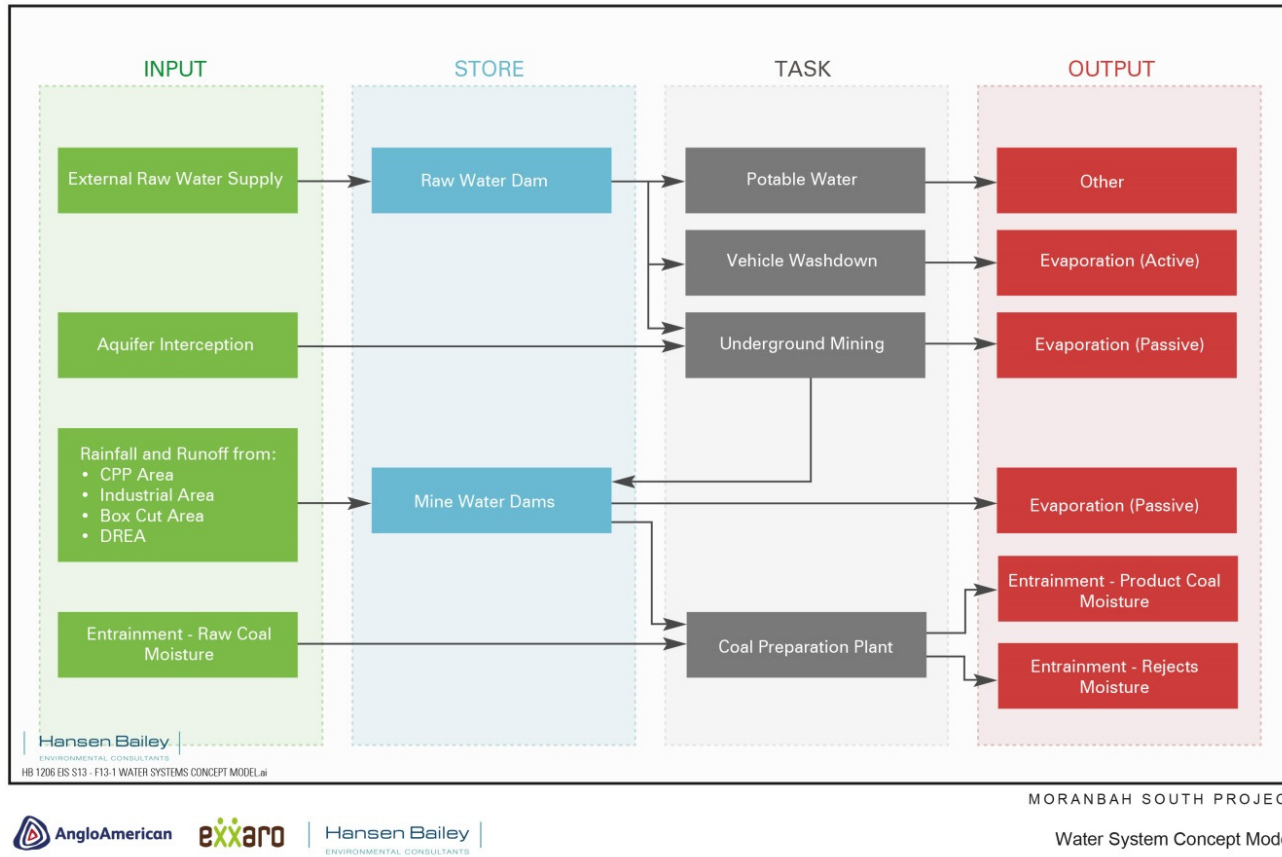 INPUT
STORE
TASK
OUTPUT
External Raw Water Supply
Raw Water Dam
Potable Water
Other
Vehicle Washdown
Evaporation (Active)
Aquifer Interception
Underground Mining
Evaporation (Passive)
Rainfall and Runoff from:
• CPP Area
• Industrial Area
• Box Cut Area
• DREA
Mine Water Dams
Evaporation (Passive)
Entrainment - Product Coal
Moisture
Entrainment - Raw Coal
Moisture
Coal Preparation Plant
Entrainment - Rejects
Moisture
Hansen Bailey
ENVIRONMENTAL CONSULTANTS
HB 1206 EIS S13 - F13-1 WATER SYSTEMS CONCEPT MODEL.ai
MORANBAH SOUTH PROJEC
AngloAmerican
exxaro
Hansen Bailey
ENVIRONMENTAL CONSULTANTS
Water System Concept Mod